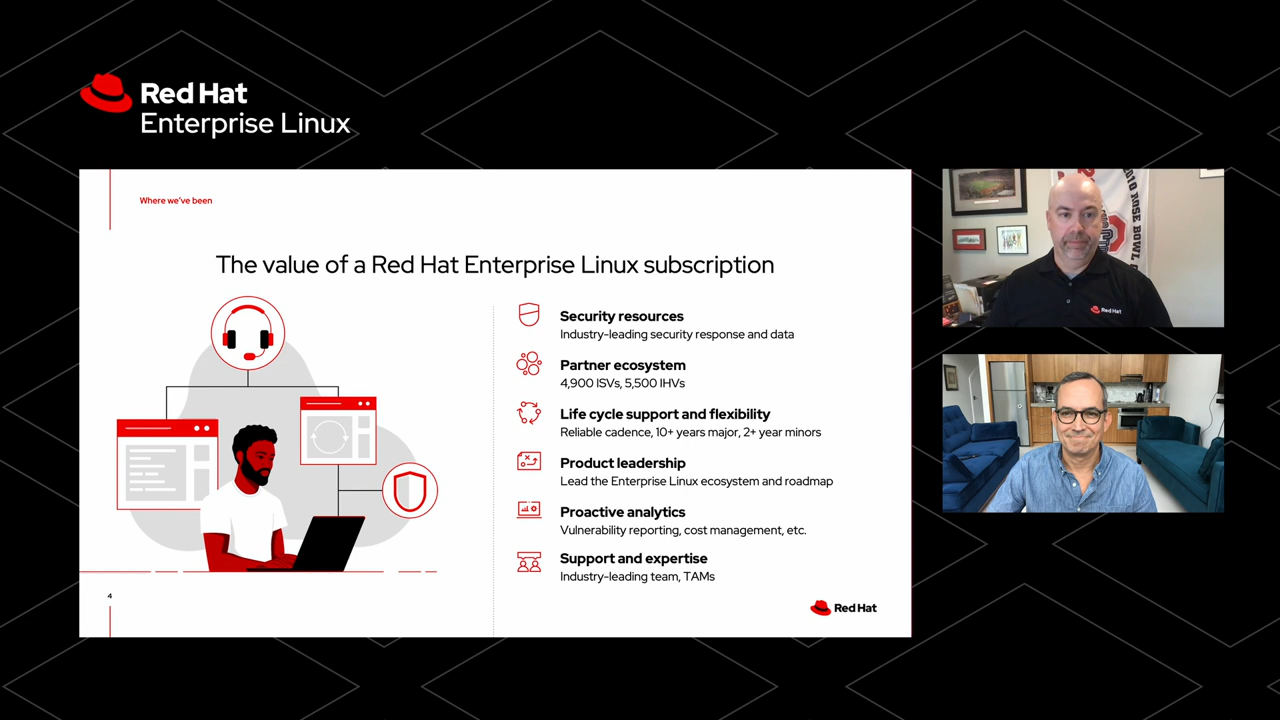 Red Hat
Enterprise Linux
Where we've been
The value of a Red Hat Enterprise Linux subscription
Security resources
Industry-leading security response and data
Partner ecosystem
4,900 ISVs, 5,500 IHVs
Life cycle support and flexibility
Reliable cadence, 10+ years major, 2+ year minors
Product leadership
Lead the Enterprise Linux ecosystem and roadmap
Proactive analytics
Vulnerability reporting, cost management, etc.
Support and expertise
Industry-leading team, TAMs
4
Red Hat
ROSE BOWL
Red Hat